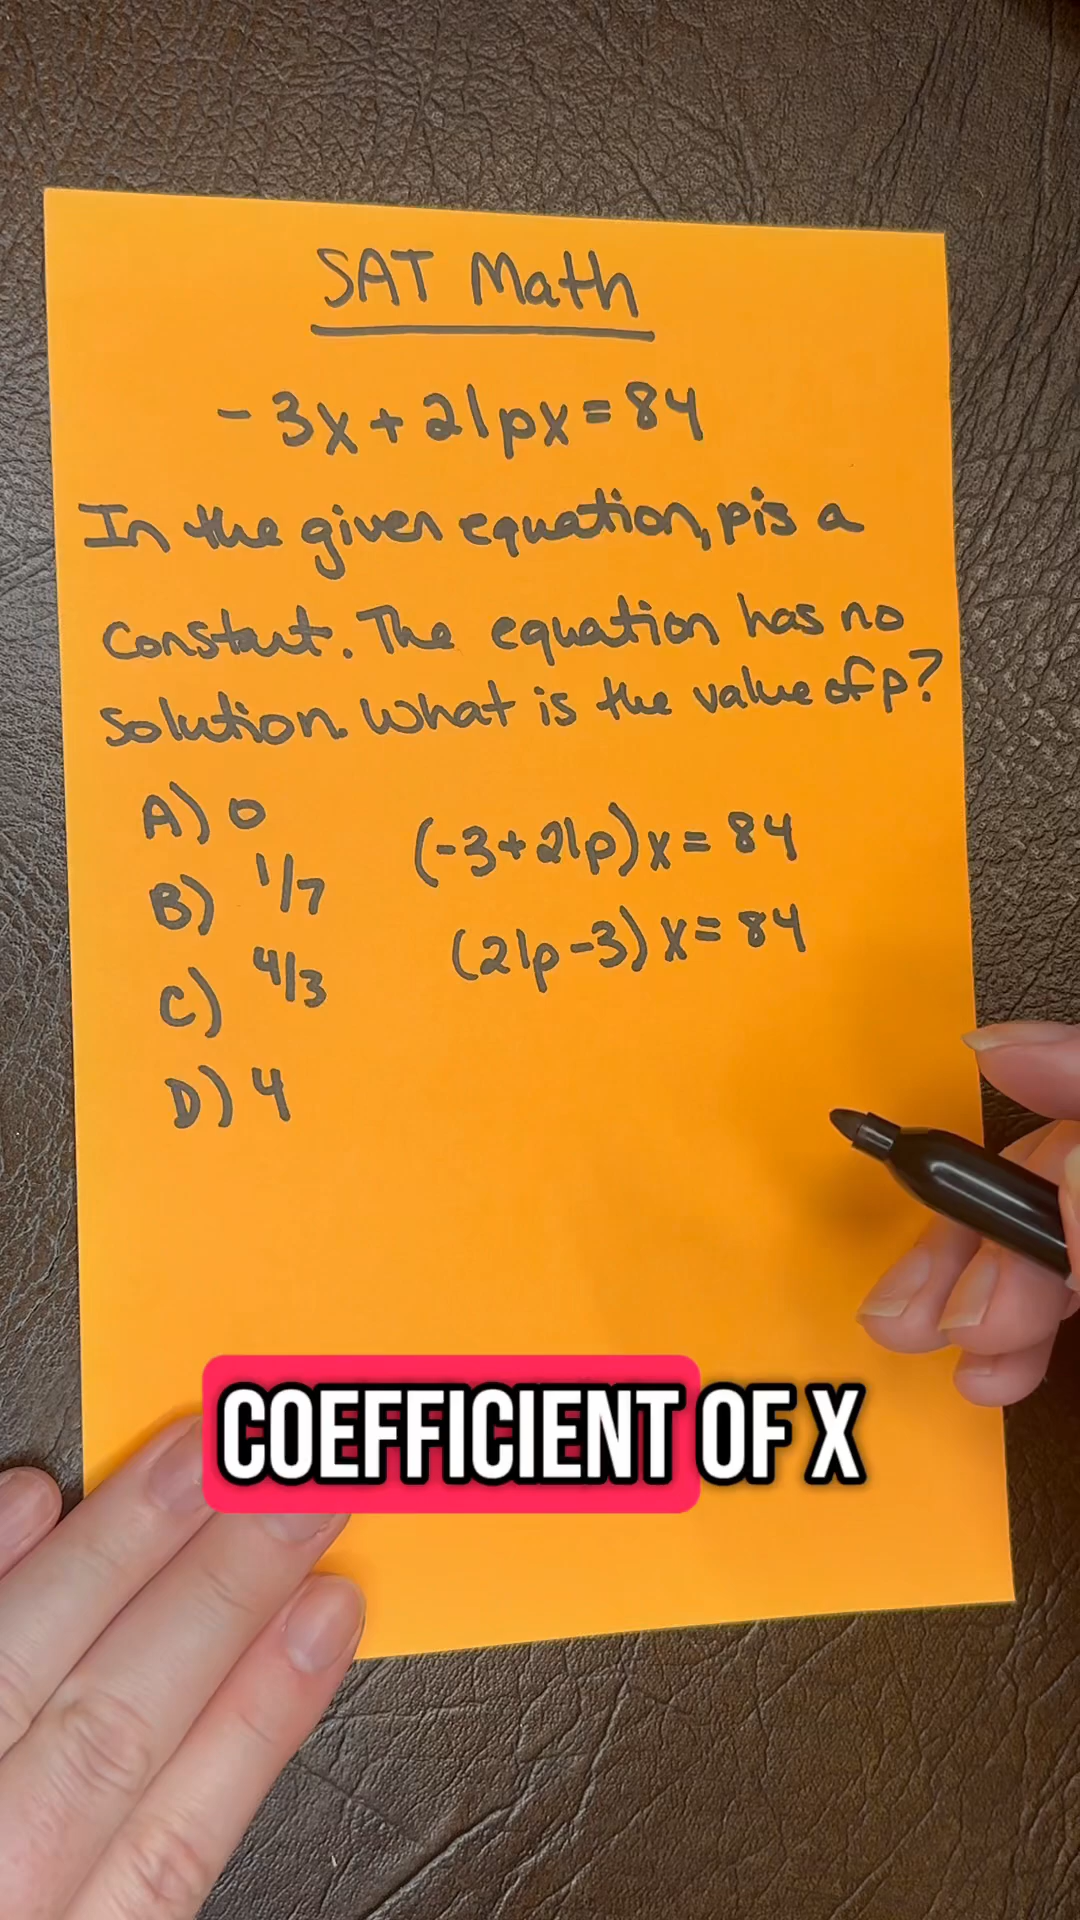 SAT Math
-3x+21px=84
In the given equation, p is a
constant. The equation has no
solution. What is the value of p?
A) 0
B) 1/7
C) 4/3
D) 4
(-3+21p)x=84
(21p-3)x=84
COEFFICIENT OF X